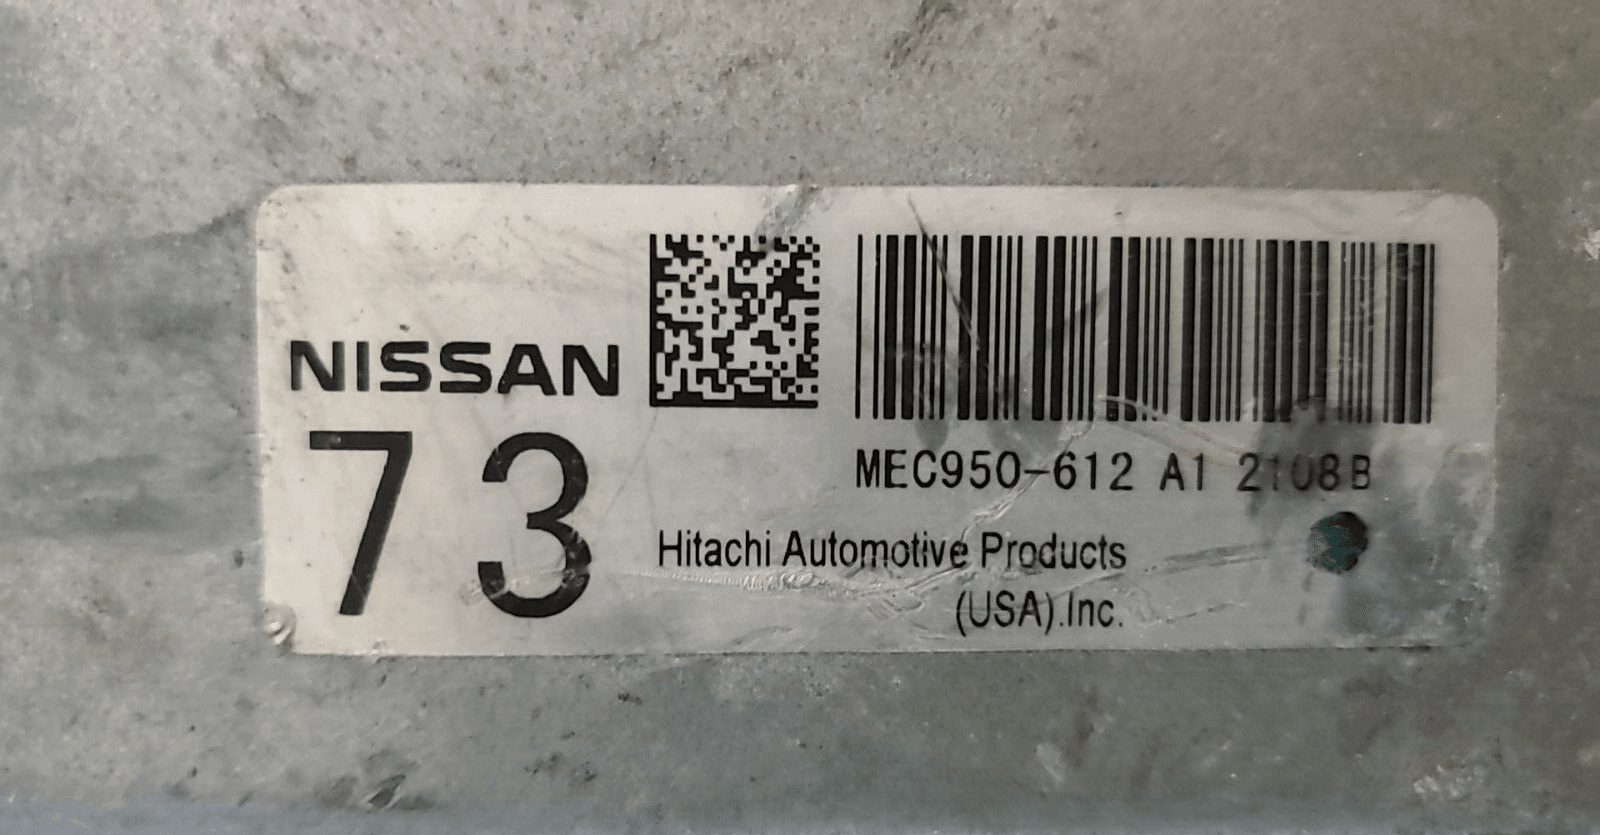 NISSAN
73
MEC950-612 A1 2108B
Hitachi Automotive Products
(USA).Inc.